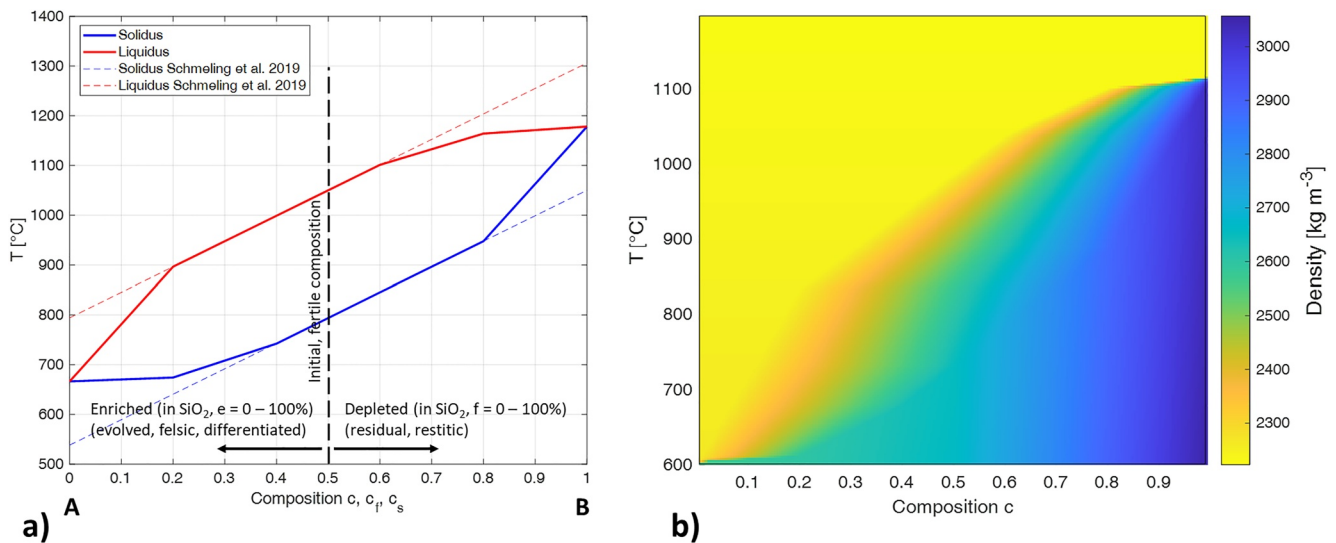 1400
1300
1200
1100
1000
900
800
700
600
500
T [°C]
Solidus
Liquidus
Solidus Schmeling et al. 2019
Liquidus Schmeling et al. 2019
Initial, fertile composition
Enriched (in SiO₂, e = 0 – 100%)
(evolved, felsic, differentiated)
Depleted (in SiO₂, f = 0 – 100%)
(residual, restitic)
0 0.1 0.2 0.3 0.4 0.5 0.6 0.7 0.8 0.9 1
A
Composition c, c_f, c_s
B
a)
1100
1000
900
800
700
600
T [°C]
0.1 0.2 0.3 0.4 0.5 0.6 0.7 0.8 0.9
Composition c
b)
3000
2900
2800
2700
2600
2500
2400
2300
Density [kg m⁻³]